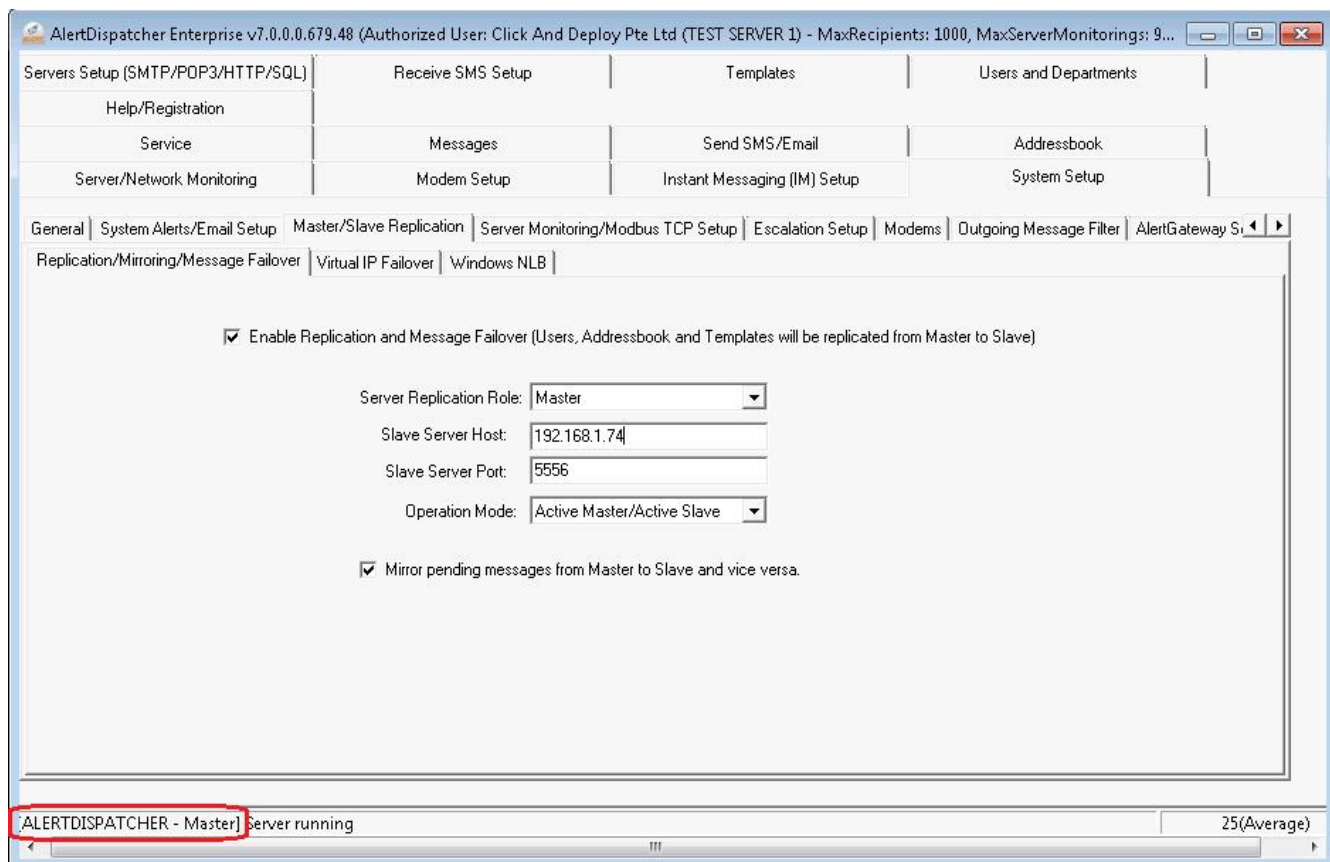 AlertDispatcher Enterprise v7.0.0.0.679.48 (Authorized User: Click And Deploy Pte Ltd (TEST SERVER 1) - MaxRecipients: 1000, MaxServerMonitorings: 9...
Servers Setup (SMTP/POP3/HTTP/SQL) Receive SMS Setup Templates Users and Departments
Help/Registration
Service Messages Send SMS/Email Addressbook
Server/Network Monitoring Modem Setup Instant Messaging (IM) Setup System Setup
General System Alerts/Email Setup Master/Slave Replication Server Monitoring/Modbus TCP Setup Escalation Setup Modems Outgoing Message Filter AlertGateway
Replication/Mirroring/Message Failover Virtual IP Failover Windows NLB
Enable Replication and Message Failover (Users, Addressbook and Templates will be replicated from Master to Slave)
Server Replication Role: Master
Slave Server Host: 192.168.1.74
Slave Server Port: 5556
Operation Mode: Active Master/Active Slave
Mirror pending messages from Master to Slave and vice versa.
[ALERTDISPATCHER - Master] Server running 25(Average)